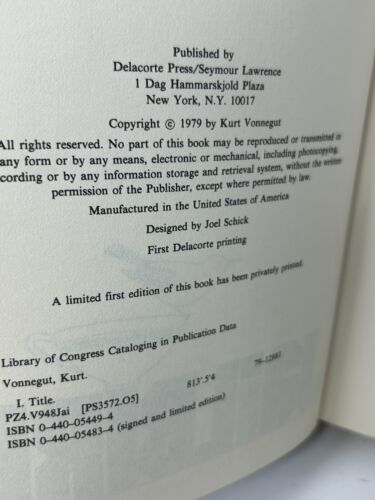 Published by
Delacorte Press/Seymour Lawrence
1 Dag Hammarskjold Plaza
New York, N.Y. 10017
Copyright © 1979 by Kurt Vonnegut
All rights reserved. No part of this book may be reproduced or transmitted in
any form or by any means, electronic or mechanical, including photocopying,
cording or by any information storage and retrieval system, without the written
permission of the Publisher, except where permitted by law.
Manufactured in the United States of America
Designed by Joel Schick
First Delacorte printing
A limited first edition of this book has been privately printed.
Library of Congress Cataloging in Publication Data
Vonnegut, Kurt.
I. Title.
PZ4.V948Jai [PS3572.O5] 813'.5'4
ISBN 0-440-05449-4
ISBN 0-440-05483-4 (signed and limited edition)